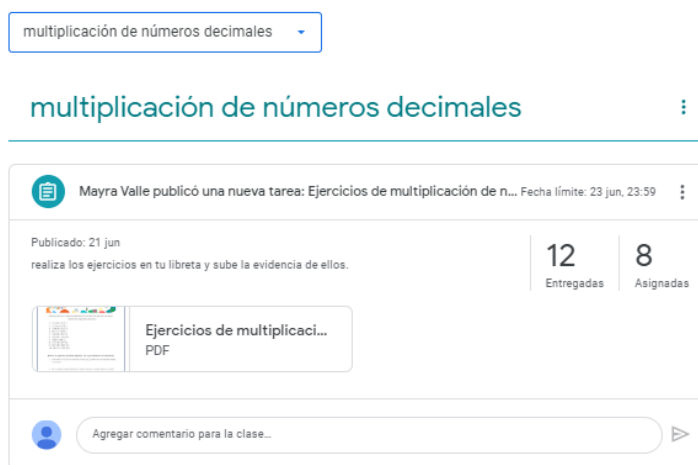 multiplicación de números decimales
multiplicación de números decimales
Mayra Valle publicó una nueva tarea: Ejercicios de multiplicación de n... Fecha límite: 23 jun, 23:59
Publicado: 21 jun
realiza los ejercicios en tu libreta y sube la evidencia de ellos.
12
Entregadas
8
Asignadas
Ejercicios de multiplicaci...
PDF
Agregar comentario para la clase...